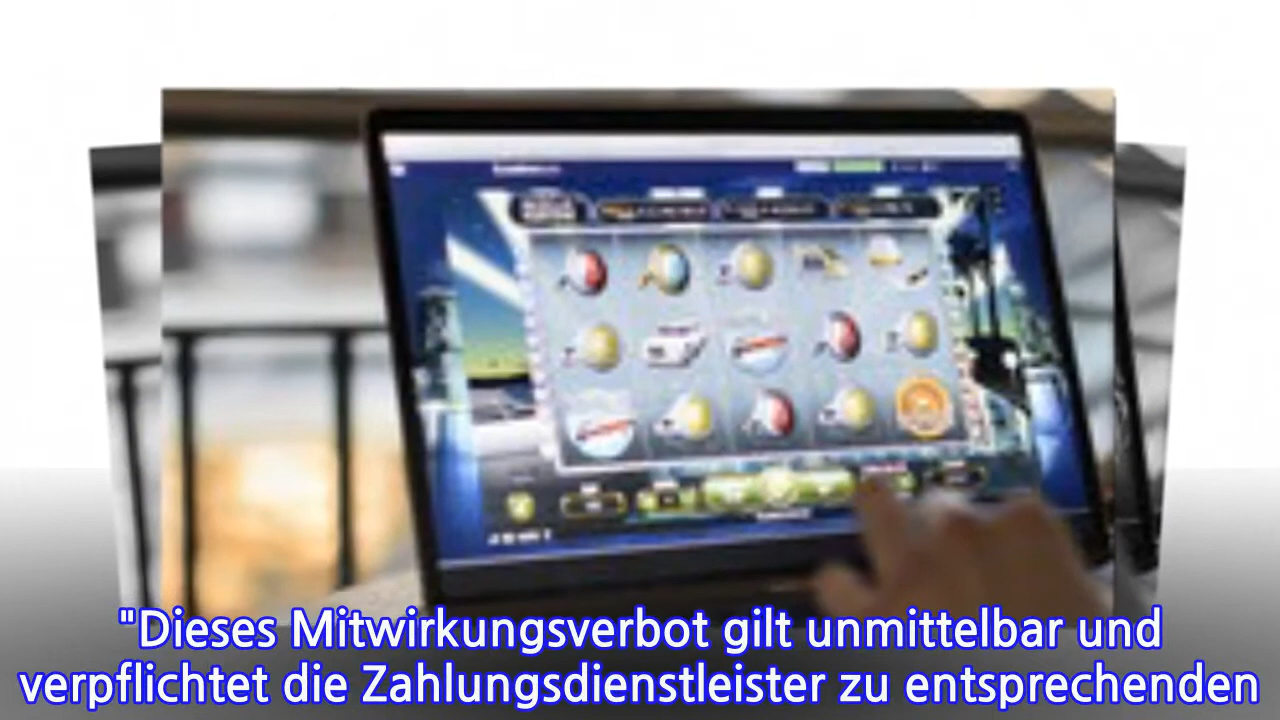 "Dieses Mitwirkungsverbot gilt unmittelbar und
verpflichtet die Zahlungsdienstleister zu entsprechenden